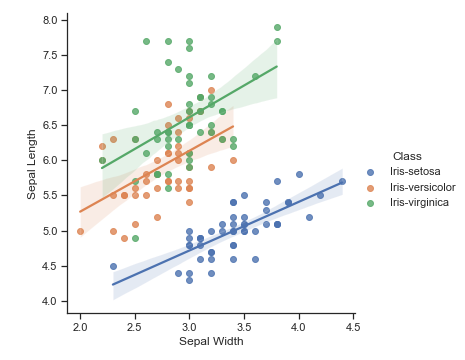 8.0
7.5
7.0
6.5
6.0
5.5
5.0
4.5
4.0
Sepal Length
2.0 2.5 3.0 3.5 4.0 4.5
Sepal Width
Class
Iris-setosa
Iris-versicolor
Iris-virginica